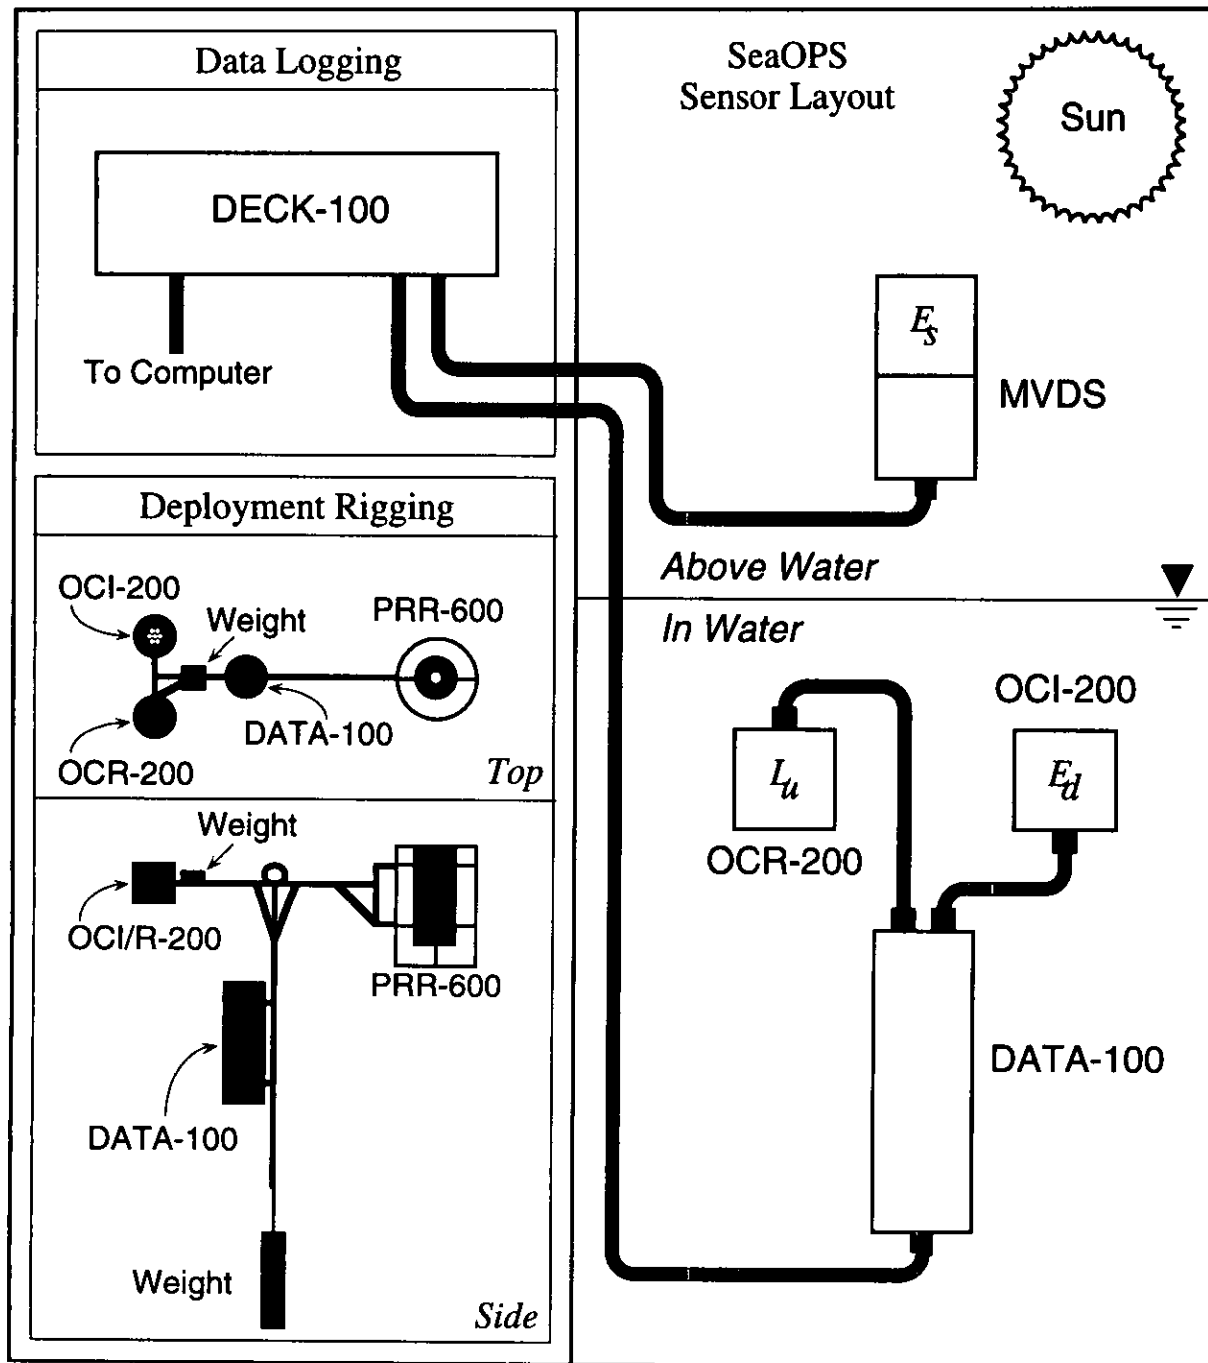 Data Logging
DECK-100
To Computer
Deployment Rigging
OCI-200
Weight
PRR-600
DATA-100
OCR-200
Top
Weight
OCI/R-200
PRR-600
DATA-100
Weight
Side
SeaOPS
Sensor Layout
Sun
Es
MVDS
Above Water
In Water
OCI-200
Lu
Ed
OCR-200
DATA-100